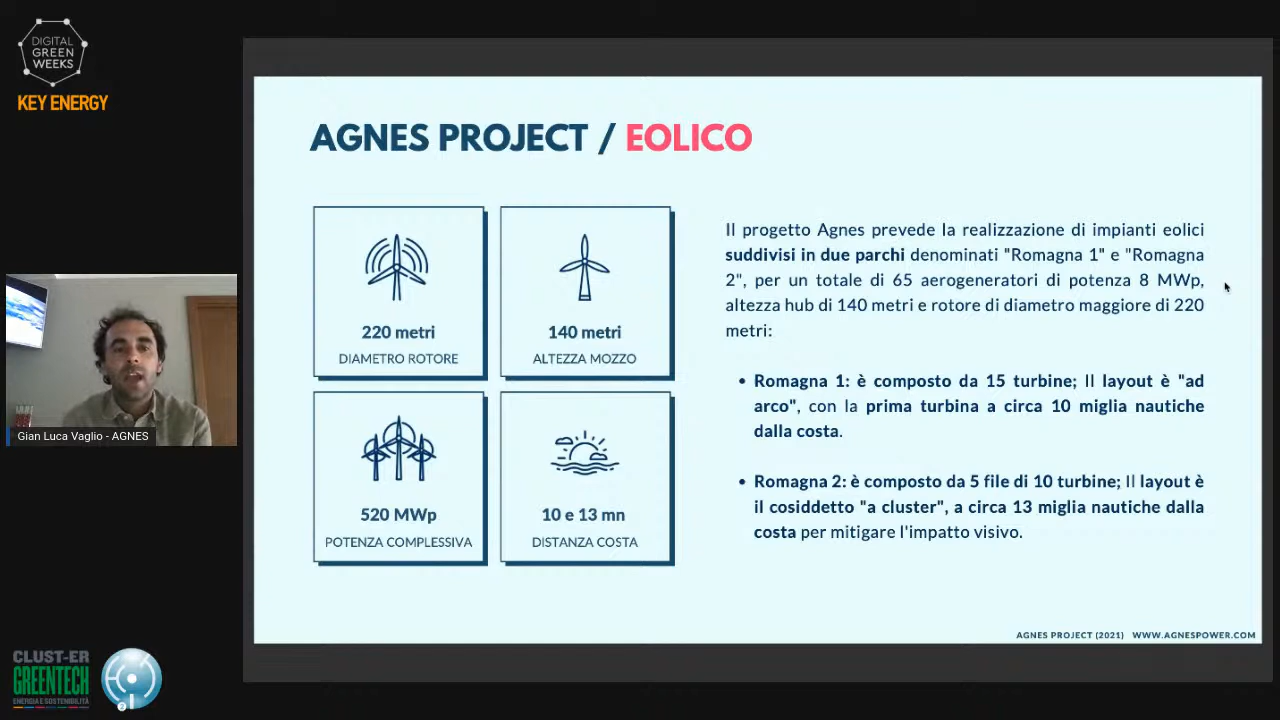 DIGITAL
GREEN
WEEKS
KEY ENERGY
AGNES PROJECT / EOLICO
220 metri
DIAMETRO ROTORE
140 metri
ALTEZZA MOZZO
520 MWp
POTENZA COMPLESSIVA
10 e 13 mn
DISTANZA COSTA
Il progetto Agnes prevede la realizzazione di impianti eolici
suddivisi in due parchi denominati "Romagna 1" e "Romagna
2", per un totale di 65 aerogeneratori di potenza 8 MWp,
altezza hub di 140 metri e rotore di diametro maggiore di 220
metri:
• Romagna 1: è composto da 15 turbine; Il layout è "ad
arco", con la prima turbina a circa 10 miglia nautiche
dalla costa.
• Romagna 2: è composto da 5 file di 10 turbine; Il layout è
il cosiddetto "a cluster", a circa 13 miglia nautiche dalla
costa per mitigare l'impatto visivo.
AGNES PROJECT (2021) WWW.AGNESPOWER.COM
Gian Luca Vaglio - AGNES
CLUST-ER
GREENTECH
ENERGIA E SOSTENIBILITÀ
2